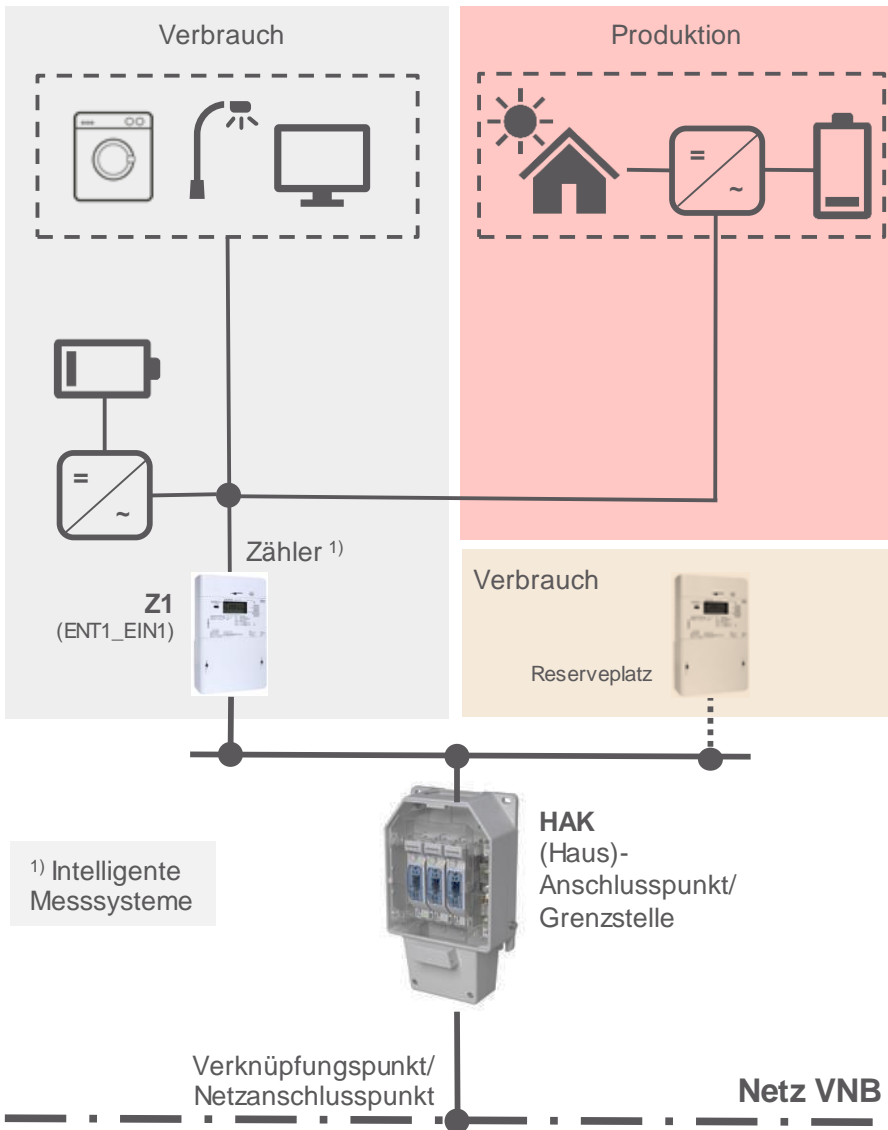 Verbrauch
Produktion
=
~
=
~
Zähler ¹⁾
Z1
(ENT1_EIN1)
Verbrauch
Reserveplatz
HAK
(Haus)-
Anschlusspunkt/
Grenzstelle
¹⁾ Intelligente
Messsysteme
Verknüpfungspunkt/
Netzanschlusspunkt
Netz VNB